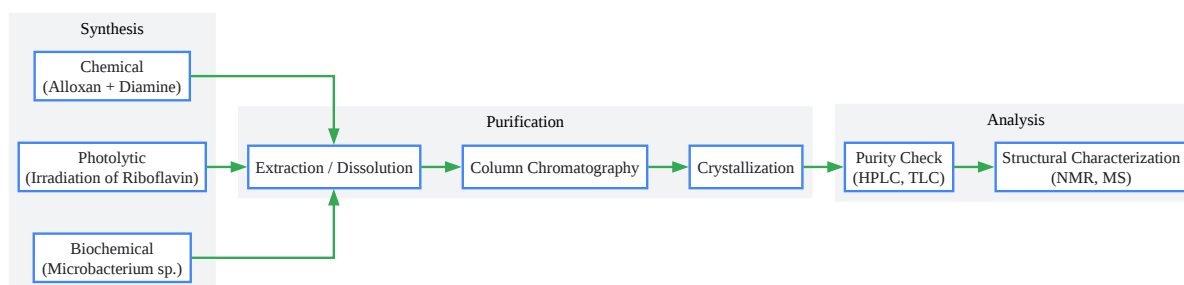 Synthesis
Chemical
(Alloxan + Diamine)
Photolytic
(Irradiation of Riboflavin)
Biochemical
(Microbacterium sp.)
Purification
Extraction / Dissolution
Column Chromatography
Crystallization
Analysis
Purity Check
(HPLC, TLC)
Structural Characterization
(NMR, MS)